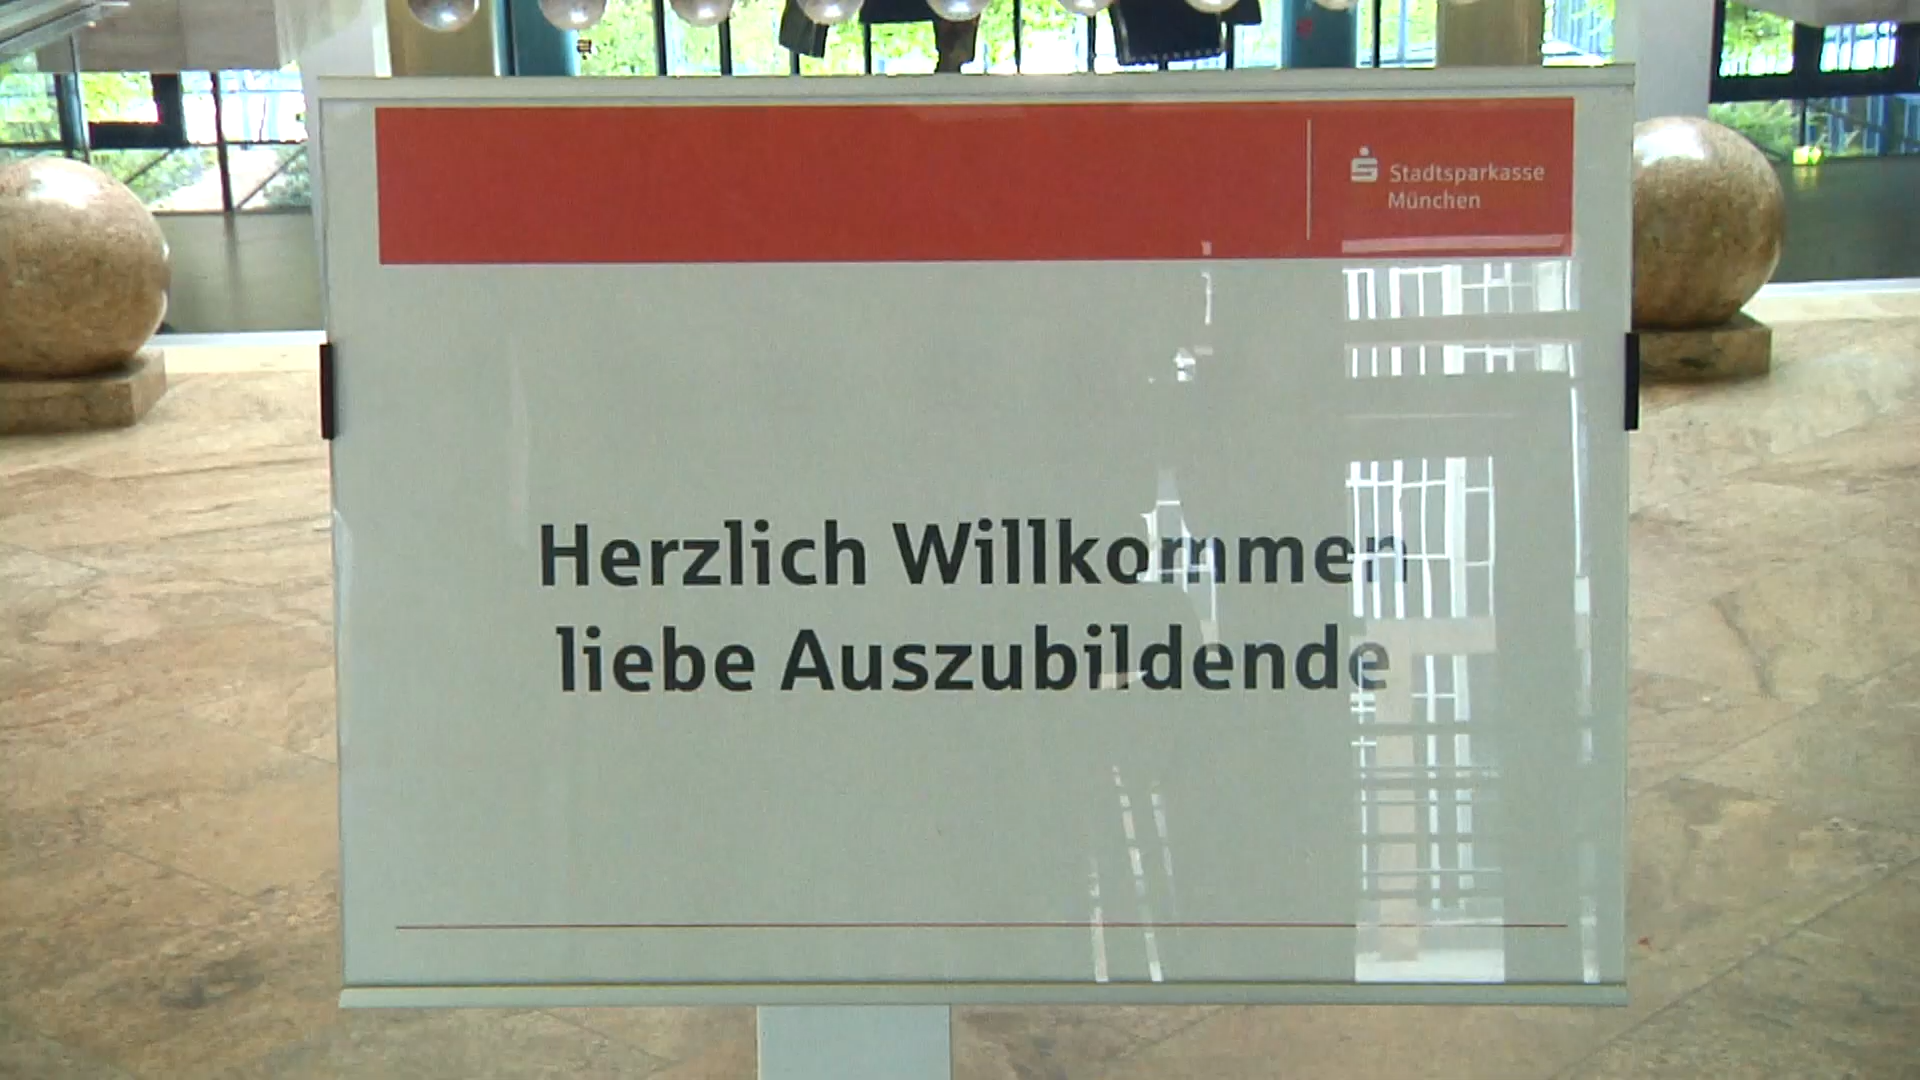 Stadtsparkasse
München
Herzlich Willkommen
liebe Auszubildende